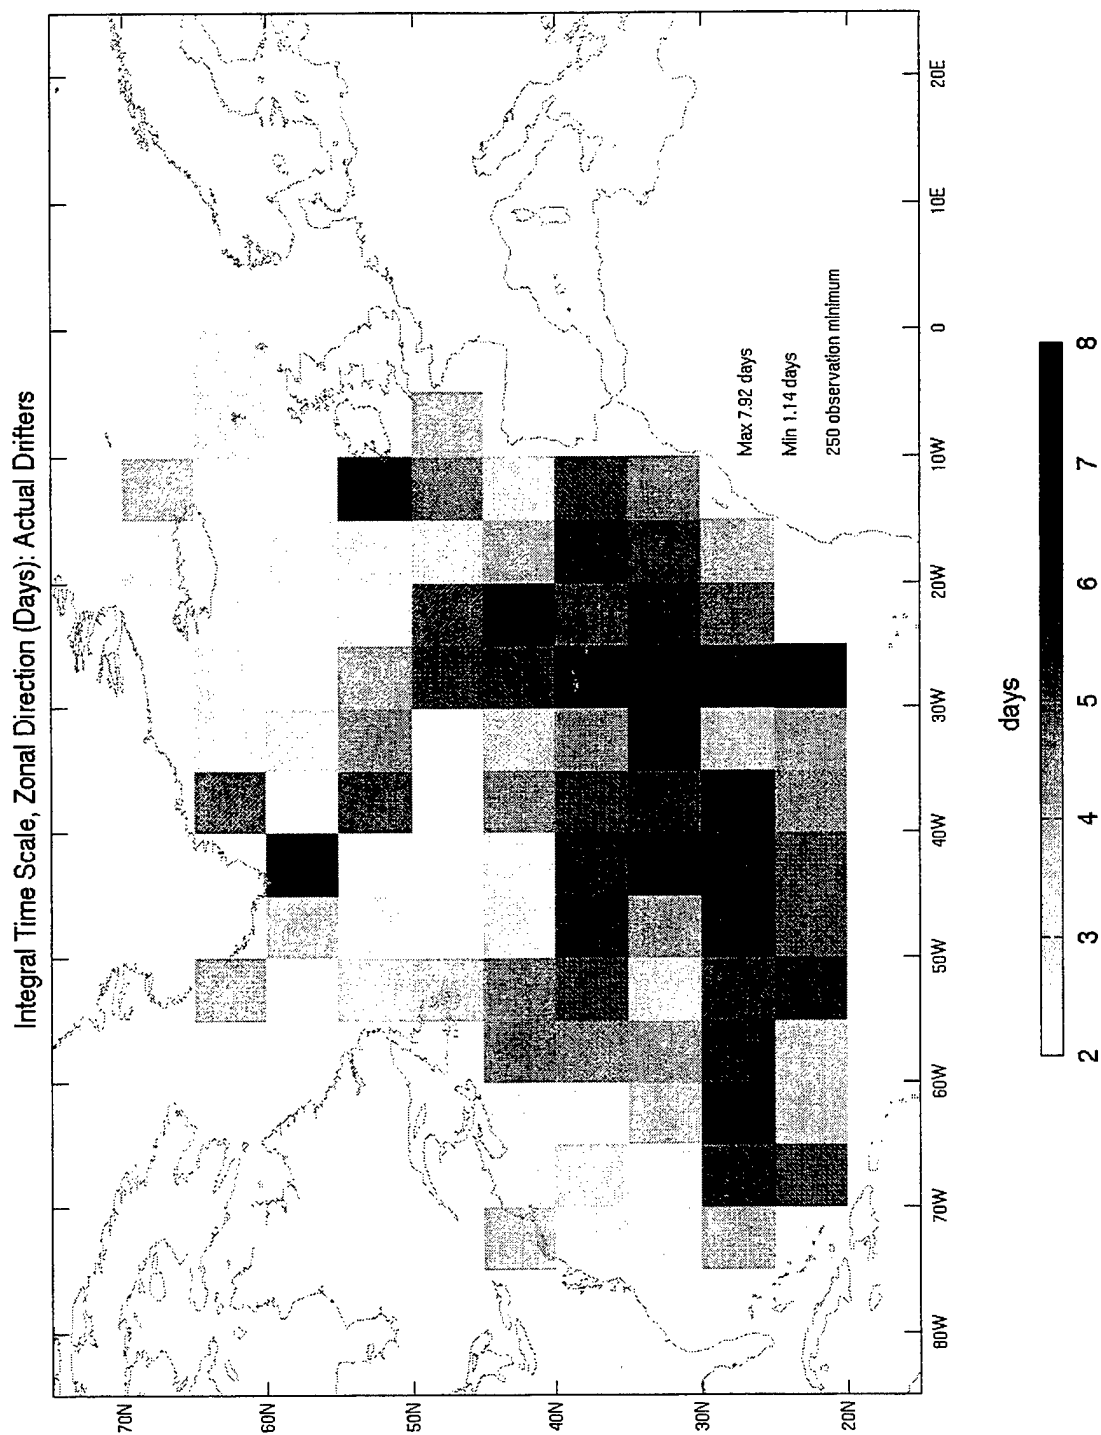 Integral Time Scale, Zonal Direction (Days): Actual Drifters
70N
60N
50N
40N
30N
20N
80W
70W
60W
50W
40W
30W
20W
10W
0
10E
20E
Max 7.92 days
Min 1.14 days
250 observation minimum
days
2
3
4
5
6
7
8